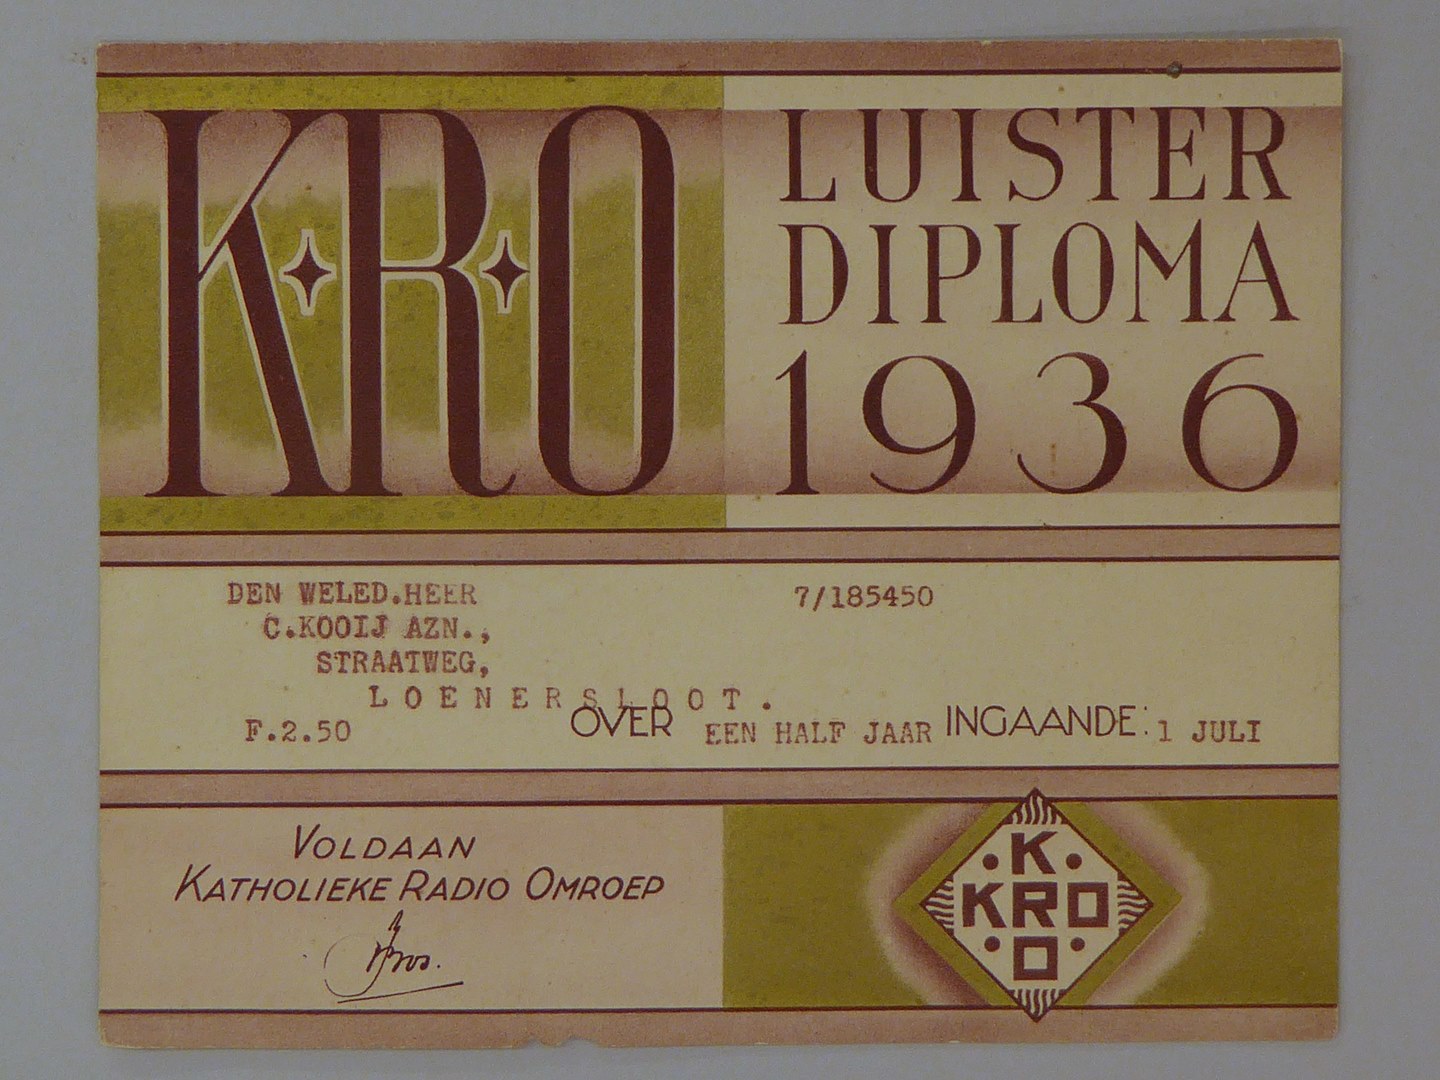 K·R·O
LUISTER
DIPLOMA
1936
DEN WELED.HEER
7/185450
C.KOOIJ AZN.,
STRAATWEG,
LOENERSLOOT.
F.2.50 OVER EEN HALF JAAR INGAANDE: 1 JULI
VOLDAAN
KATHOLIEKE RADIO OMROEP
K
KRO
O